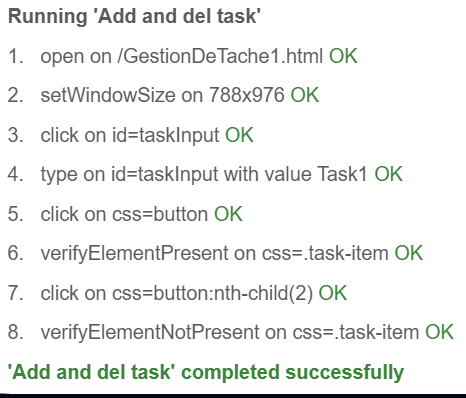 Running 'Add and del task'
1. open on /GestionDeTache1.html OK
2. setWindowSize on 788x976 OK
3. click on id=taskInput OK
4. type on id=taskInput with value Task1 OK
5. click on css=button OK
6. verifyElementPresent on css=.task-item OK
7. click on css=button:nth-child(2) OK
8. verifyElementNotPresent on css=.task-item OK
'Add and del task' completed successfully